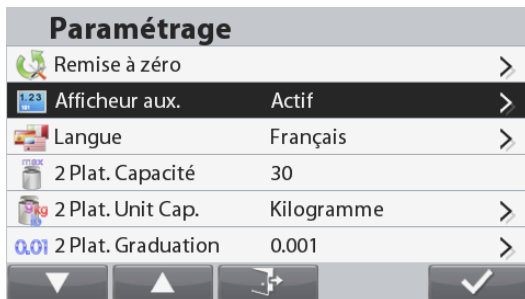 Paramétrage
Remise à zéro
Afficheur aux. Actif
Langue Français
2 Plat. Capacité 30
2 Plat. Unit Cap. Kilogramme
2 Plat. Graduation 0.001